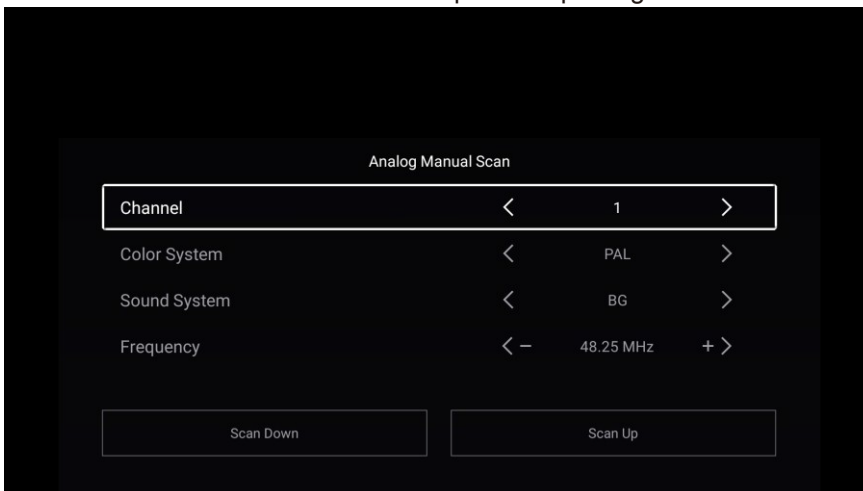 Analog Manual Scan
Channel < 1 >
Color System < PAL >
Sound System < BG >
Frequency < − 48.25 MHz + >
Scan Down Scan Up